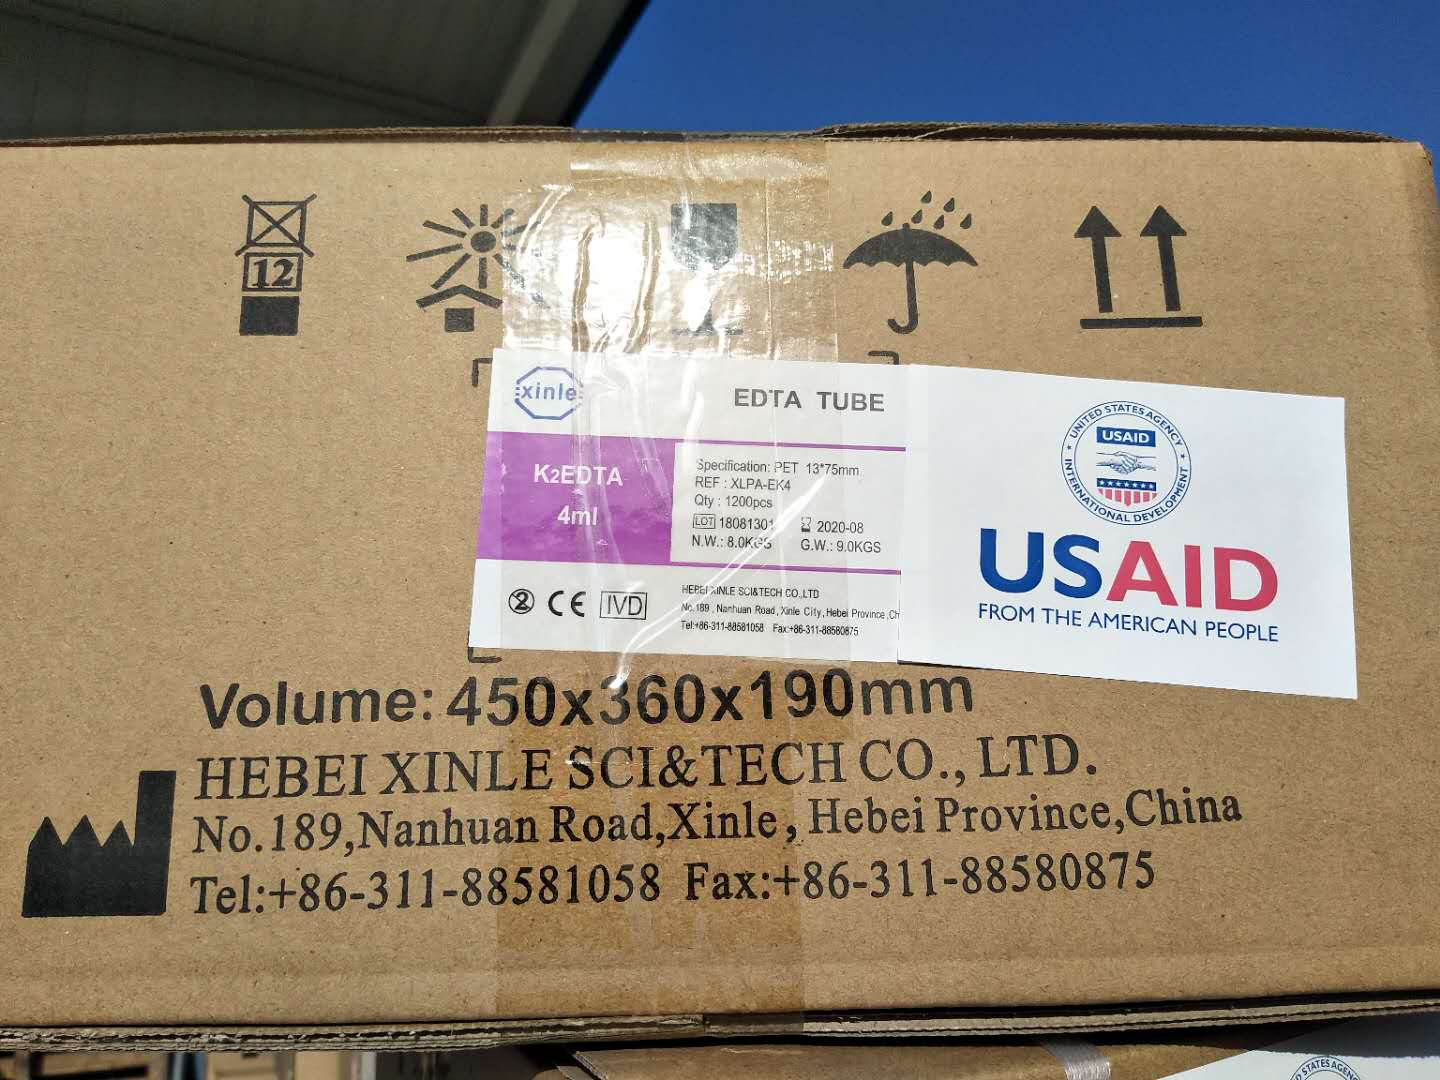 12
xinle
EDTA TUBE
K2EDTA
4ml
Specification: PET 13*75mm
REF : XLPA-EK4
Qty : 1200pcs
LOT 18081301 2020-08
N.W.: 8.0KGS G.W.: 9.0KGS
2 CE IVD
HEBEI XINLE SCI&TECH CO.,LTD
No.189 , Nanhuan Road , Xinle City , Hebei Province ,Ch
Tel:+86-311-88581058 Fax:+86-311-88580875
UNITED STATES AGENCY
USAID
INTERNATIONAL DEVELOPMENT
USAID
FROM THE AMERICAN PEOPLE
Volume: 450x360x190mm
HEBEI XINLE SCI&TECH CO., LTD.
No.189,Nanhuan Road,Xinle, Hebei Province,China
Tel:+86-311-88581058 Fax:+86-311-88580875